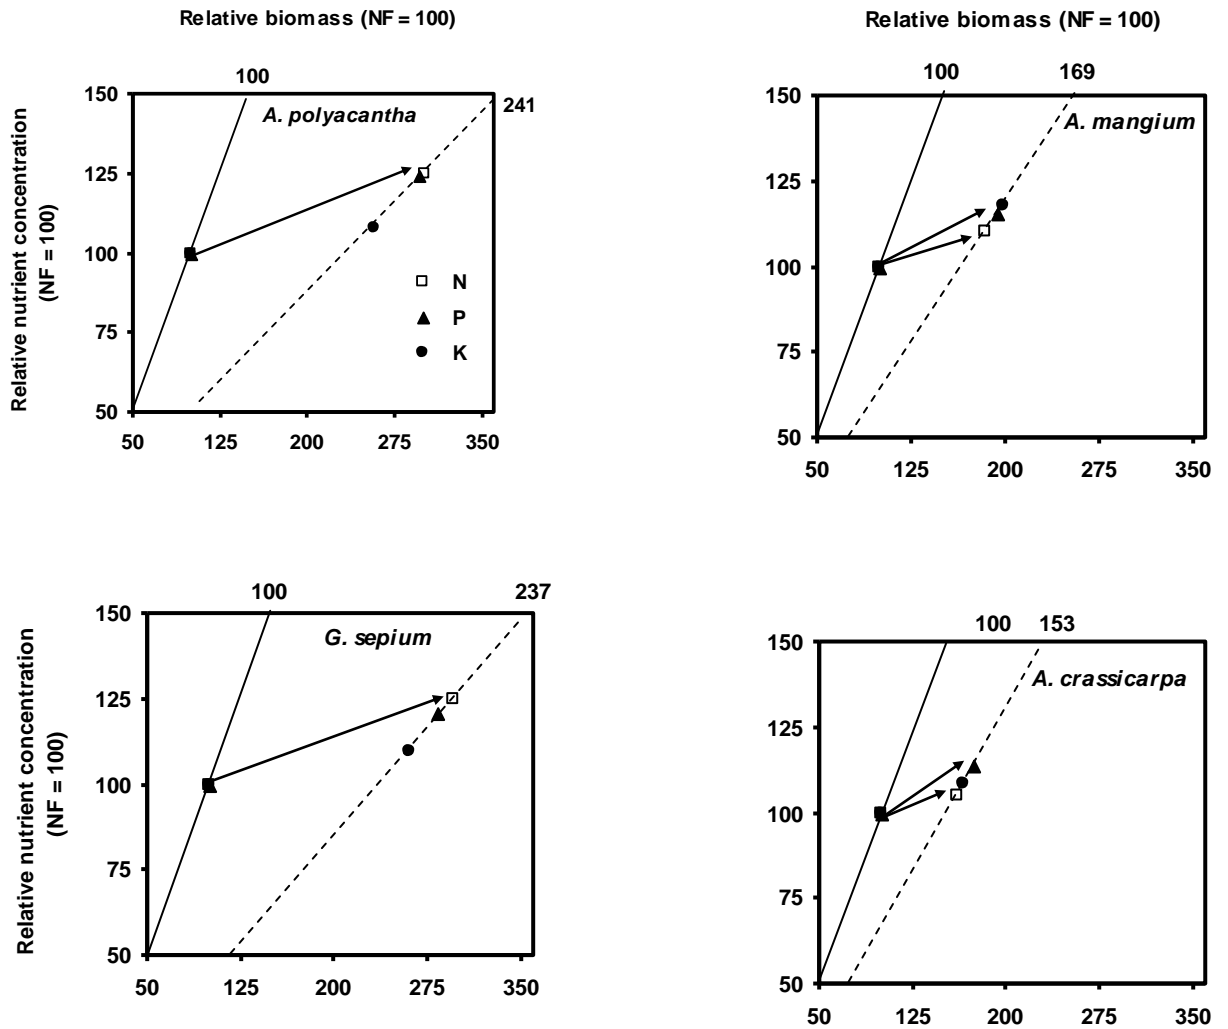 Relative biomass (NF = 100)
100
241
A. polyacantha
Relative nutrient concentration
(NF = 100)
150
125
100
75
50
N
P
K
50 125 200 275 350
Relative biomass (NF = 100)
100 169
A. mangium
150
125
100
75
50
50 125 200 275 350
100 237
G. sepium
Relative nutrient concentration
(NF = 100)
150
125
100
75
50
50 125 200 275 350
100 153
A. crassicarpa
150
125
100
75
50
50 125 200 275 350